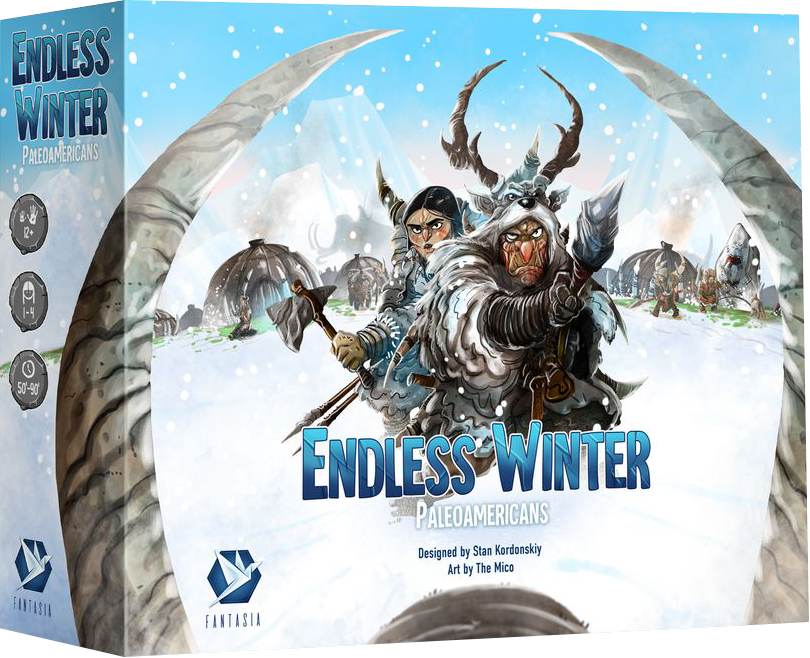 ENDLESS
WINTER
PALEOAMERICANS
12+
1-4
50'-90'
FANTASIA
ENDLESS WINTER
PALEOAMERICANS
Designed by Stan Kordonskiy
Art by The Mico
FANTASIA